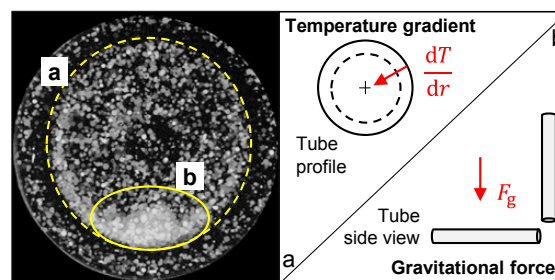 a
b
Temperature gradient
dT
dr
Tube
profile
F_g
Tube
side view
a
Gravitational force